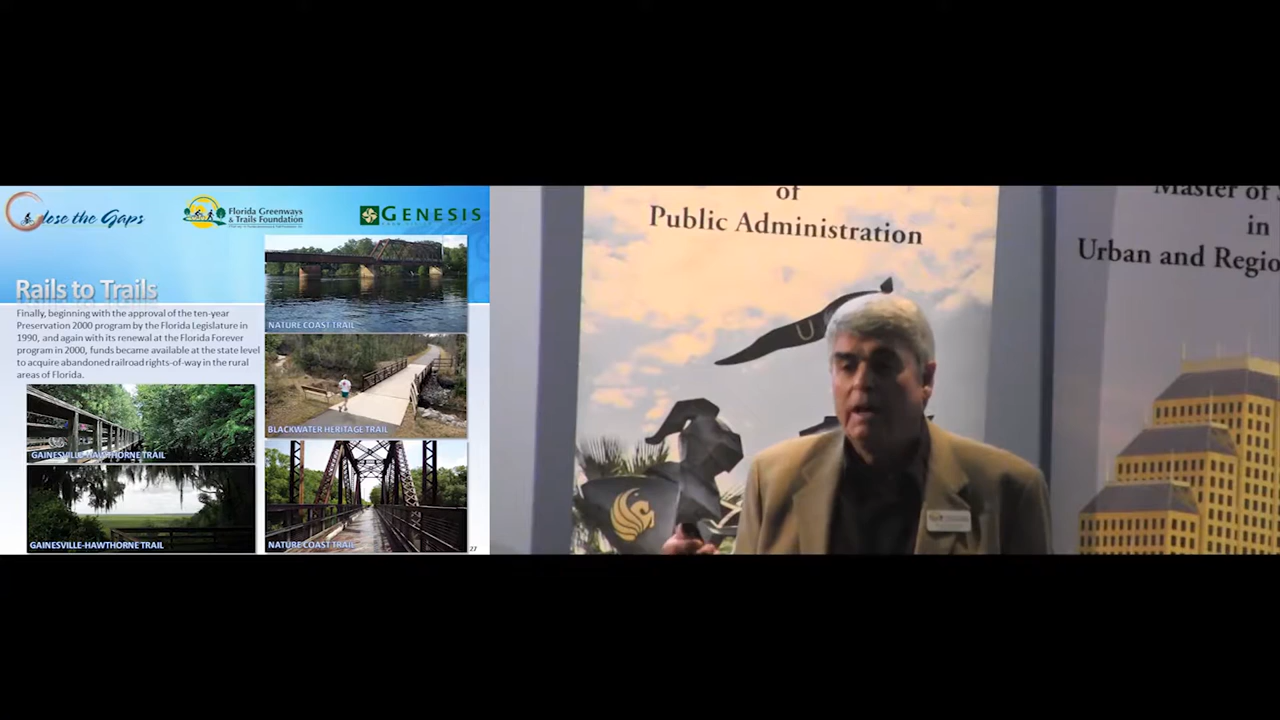 Close the Gaps
Florida Greenways
& Trails Foundation
GENESIS
Rails to Trails
Finally, beginning with the approval of the ten-year
Preservation 2000 program by the Florida Legislature in
1990, and again with its renewal at the Florida Forever
program in 2000, funds became available at the state level
to acquire abandoned railroad rights-of-way in the rural
areas of Florida.
NATURE COAST TRAIL
BLACKWATER HERITAGE TRAIL
GAINESVILLE-HAWTHORNE TRAIL
GAINESVILLE-HAWTHORNE TRAIL
NATURE COAST TRAIL
27
of
Public Administration
Master of
in
Urban and Regio